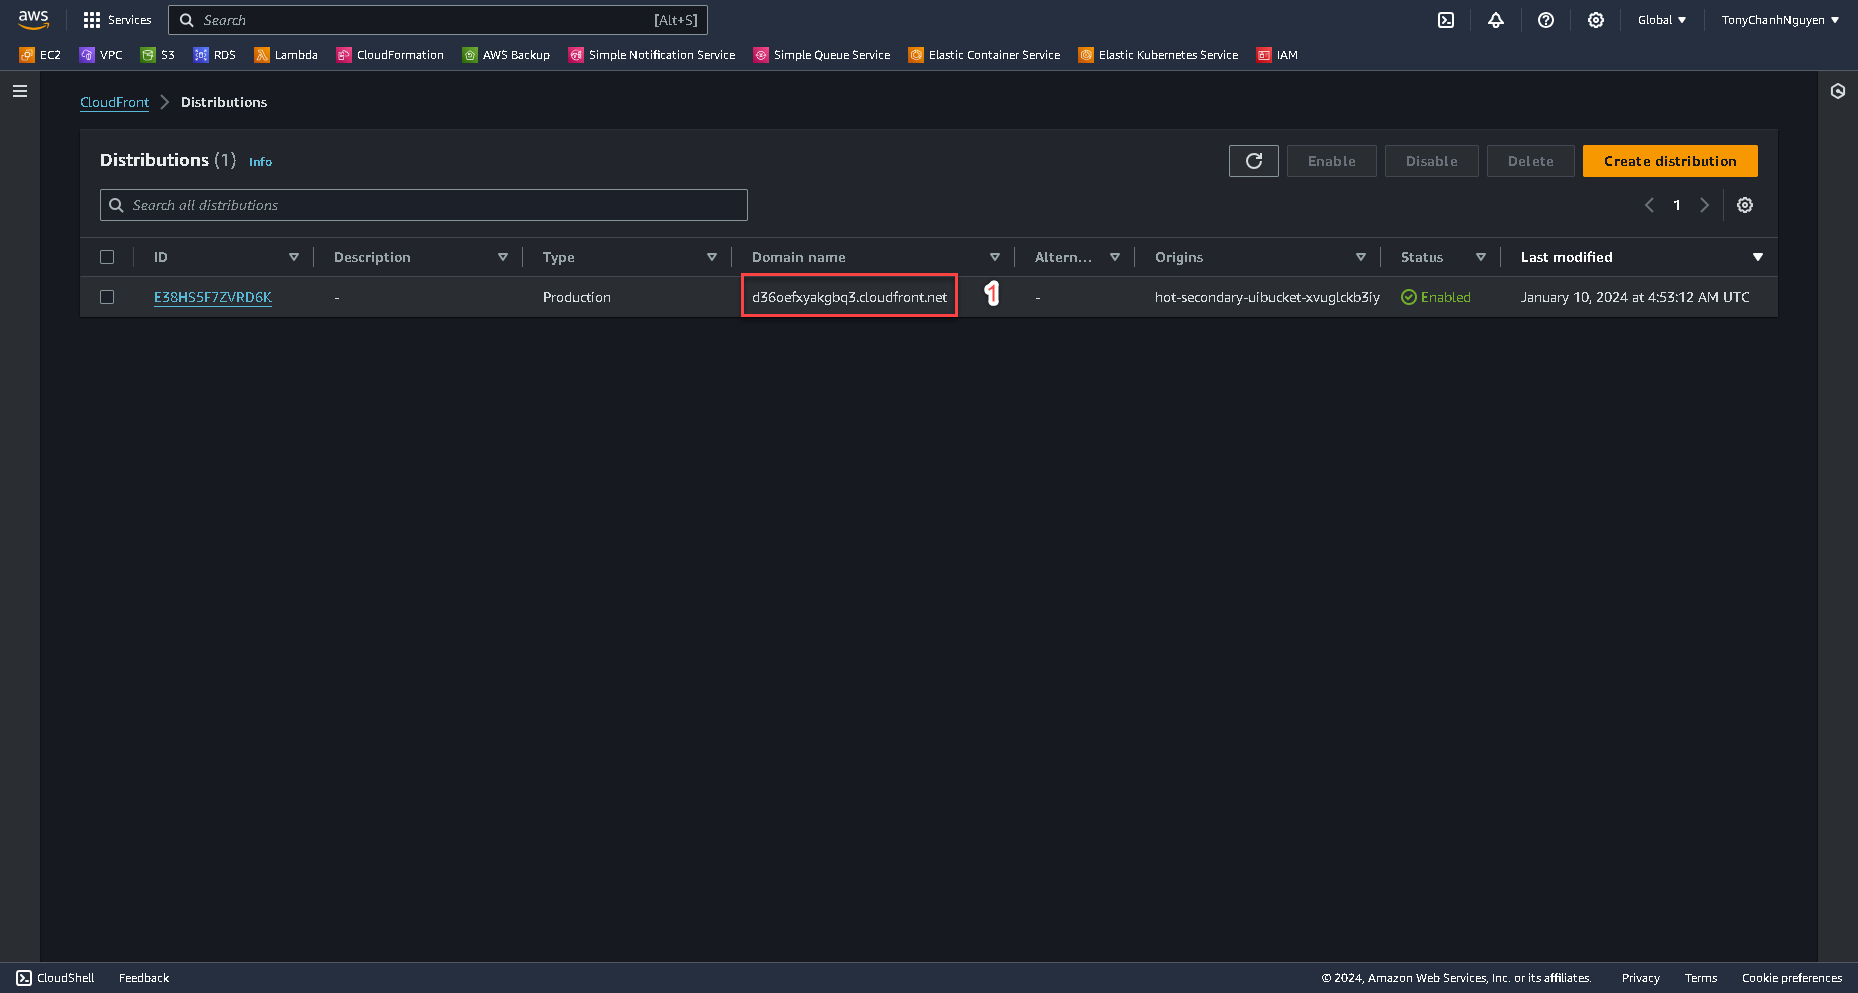 aws Services Search [Alt+S] Global TonyChanhNguyen
EC2 VPC S3 RDS Lambda CloudFormation AWS Backup Simple Notification Service Simple Queue Service Elastic Container Service Elastic Kubernetes Service IAM
CloudFront Distributions
Distributions (1) Info Enable Disable Delete Create distribution
Search all distributions 1
ID Description Type Domain name Altern... Origins Status Last modified
E38HS5F7ZVRD6K - Production d36oefxyakgbq3.cloudfront.net 1 - hot-secondary-uibucket-xvuglckb3iy Enabled January 10, 2024 at 4:53:12 AM UTC
CloudShell Feedback © 2024, Amazon Web Services, Inc. or its affiliates. Privacy Terms Cookie preferences